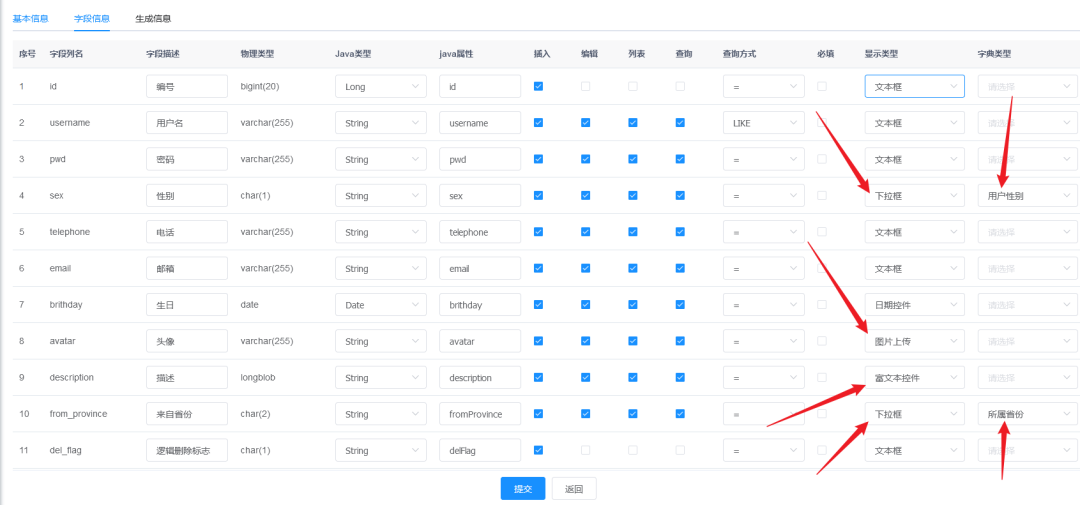 基本信息 字段信息 生成信息
序号 字段列名 字段描述 物理类型 Java类型 java属性 插入 编辑 列表 查询 查询方式 必填 显示类型 字典类型
1 id 编号 bigint(20) Long id = 文本框 请选择
2 username 用户名 varchar(255) String username LIKE 文本框 请选择
3 pwd 密码 varchar(255) String pwd = 文本框 请选择
4 sex 性别 char(1) String sex = 下拉框 用户性别
5 telephone 电话 varchar(255) String telephone = 文本框 请选择
6 email 邮箱 varchar(255) String email = 文本框 请选择
7 brithday 生日 date Date brithday = 日期控件 请选择
8 avatar 头像 varchar(255) String avatar = 图片上传 请选择
9 description 描述 longblob String description = 富文本控件 请选择
10 from_province 来自省份 char(2) String fromProvince = 下拉框 所属省份
11 del_flag 逻辑删除标志 char(1) String delFlag = 文本框 请选择
提交 返回